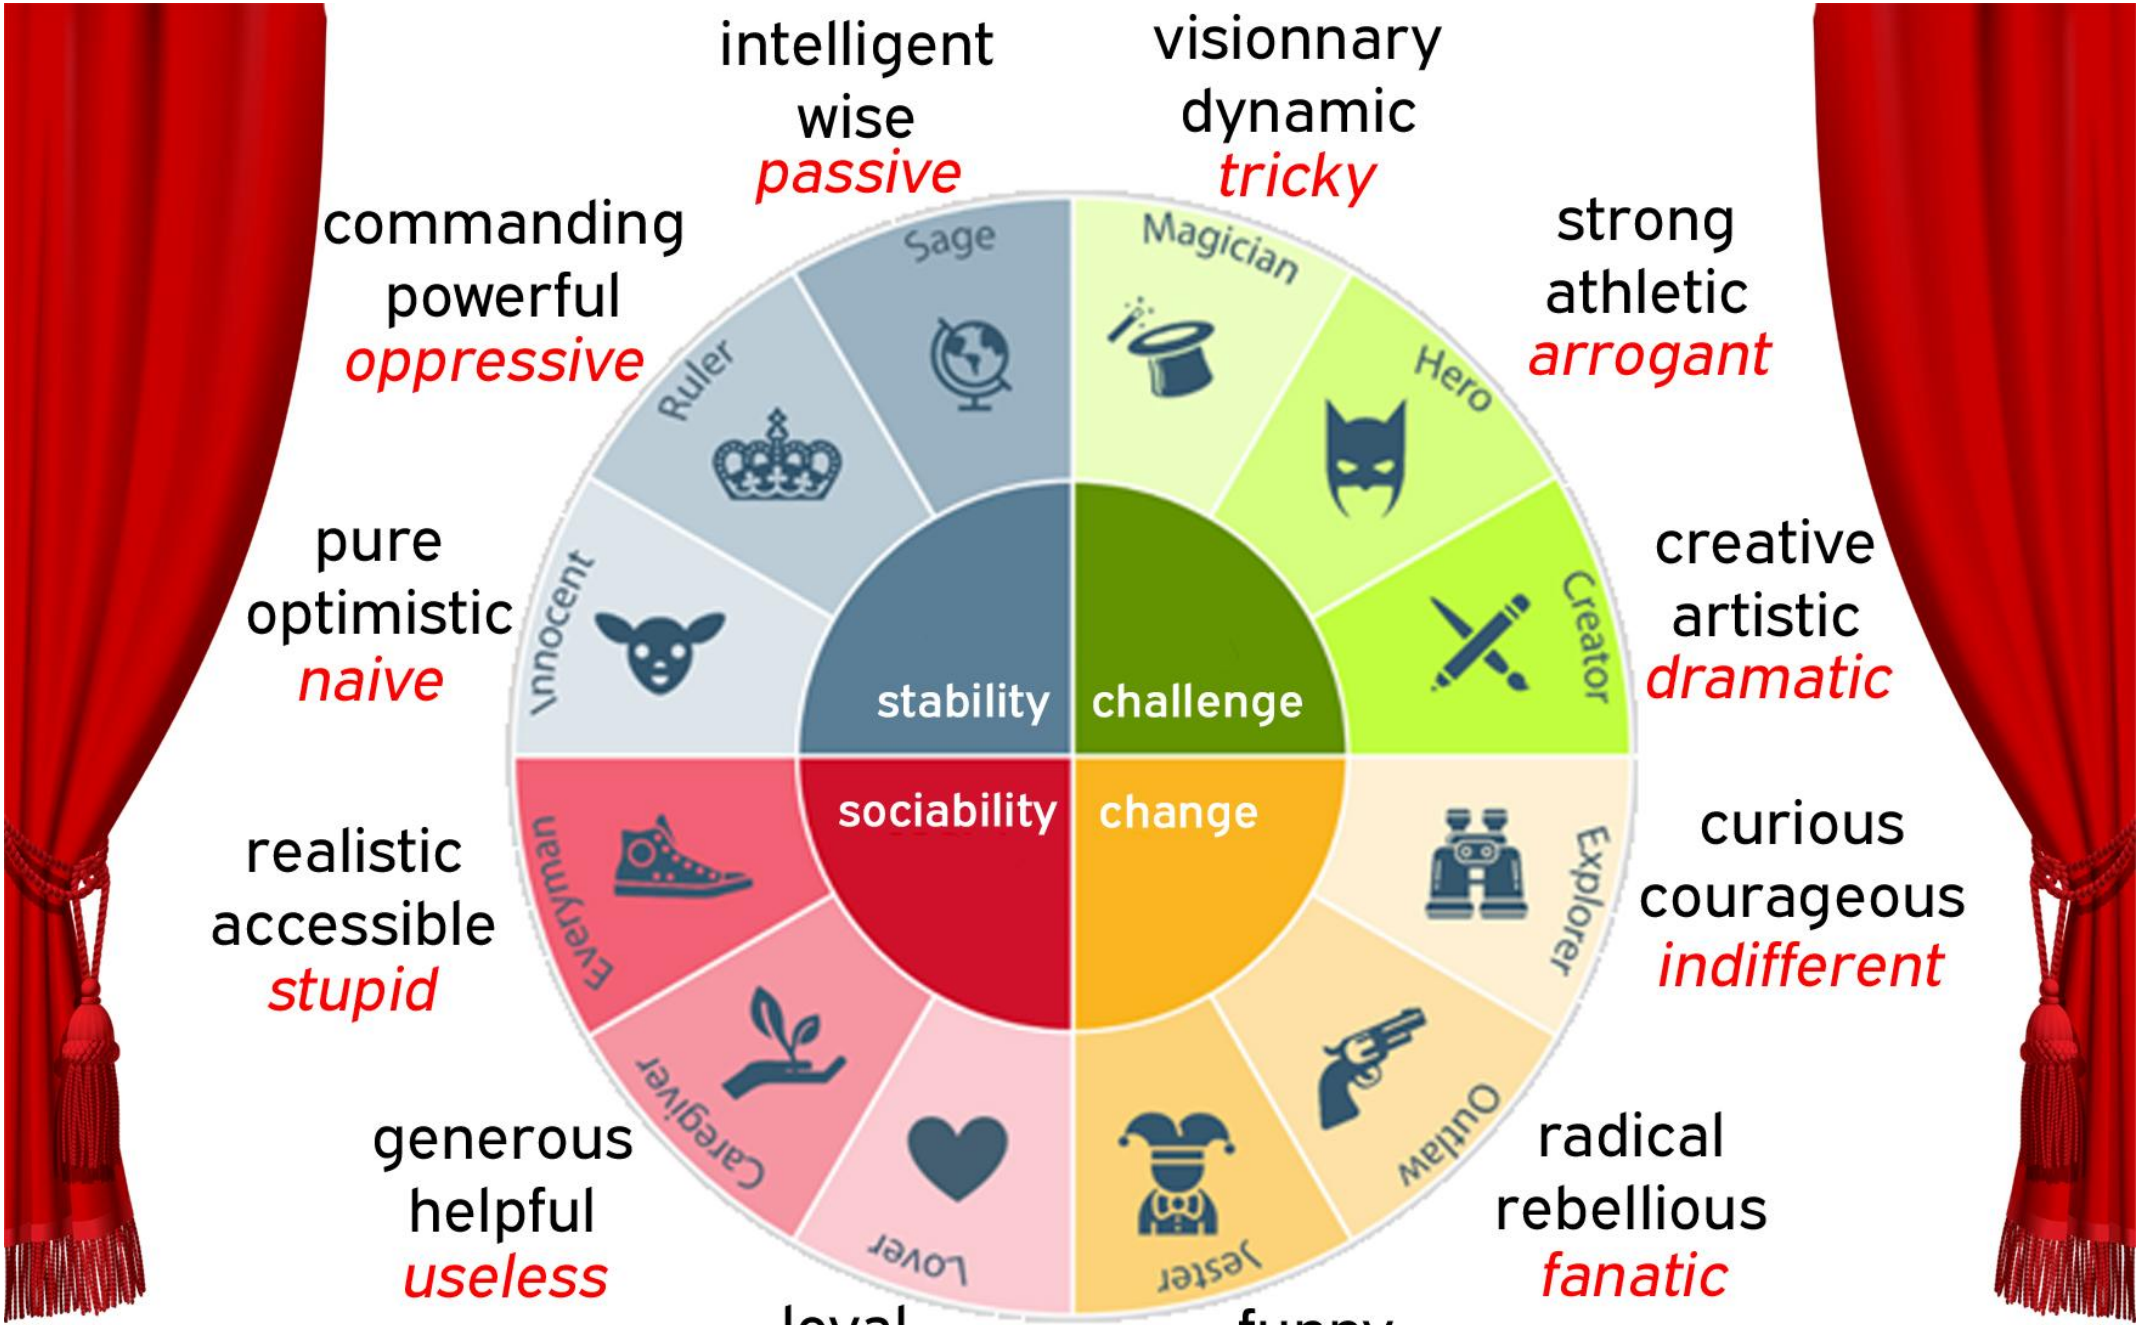 intelligent
wise
passive
visionnary
dynamic
tricky
commanding
powerful
oppressive
strong
athletic
arrogant
Sage
Magician
Ruler
Hero
pure
optimistic
naive
Innocent
Creator
creative
artistic
dramatic
stability
challenge
sociability
change
realistic
accessible
stupid
Everyman
Explorer
curious
courageous
indifferent
Caregiver
Outlaw
generous
helpful
useless
Lover
Jester
radical
rebellious
fanatic
loyal
funny